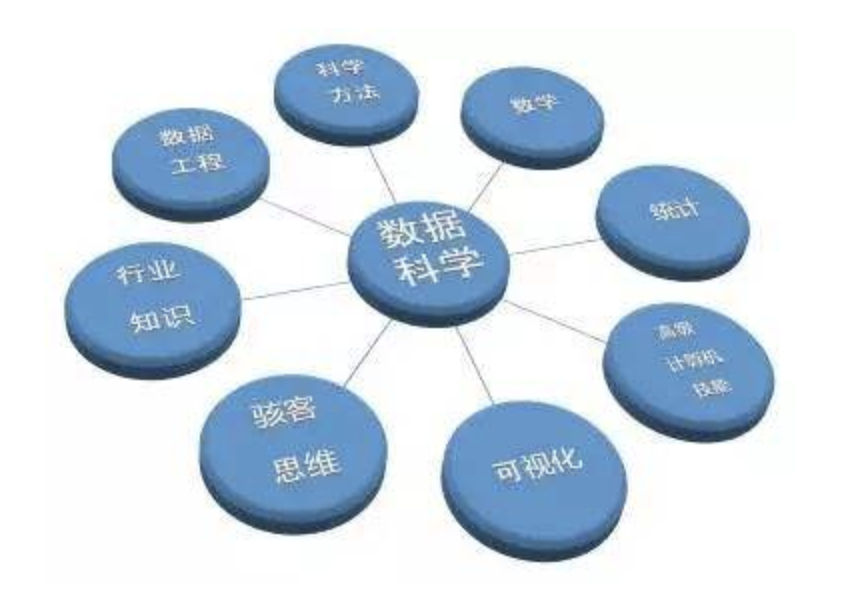 科学
方法
数学
数据
工程
统计
数据
科学
行业
知识
高级
计算机
技能
骇客
思维
可视化